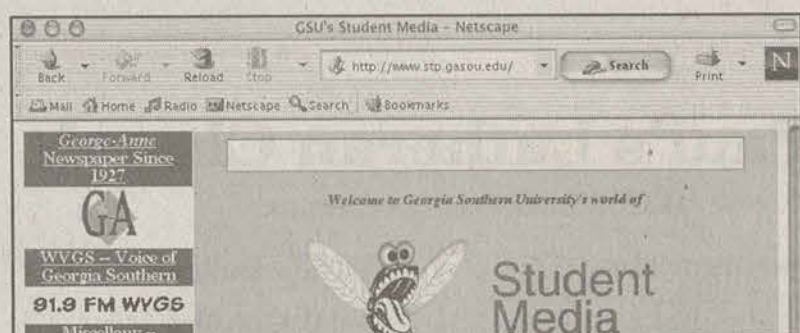 GSU's Student Media - Netscape
Back Forward Reload Stop http://www.stp.gasou.edu/ Search Print N
Mail Home Radio Netscape Search Bookmarks
George-Anne
Newspaper Since
1927
GA
WVGS – Voice of
Georgia Southern
91.9 FM WVGS
Miscellany –
Welcome to Georgia Southern University's world of
Student
Media